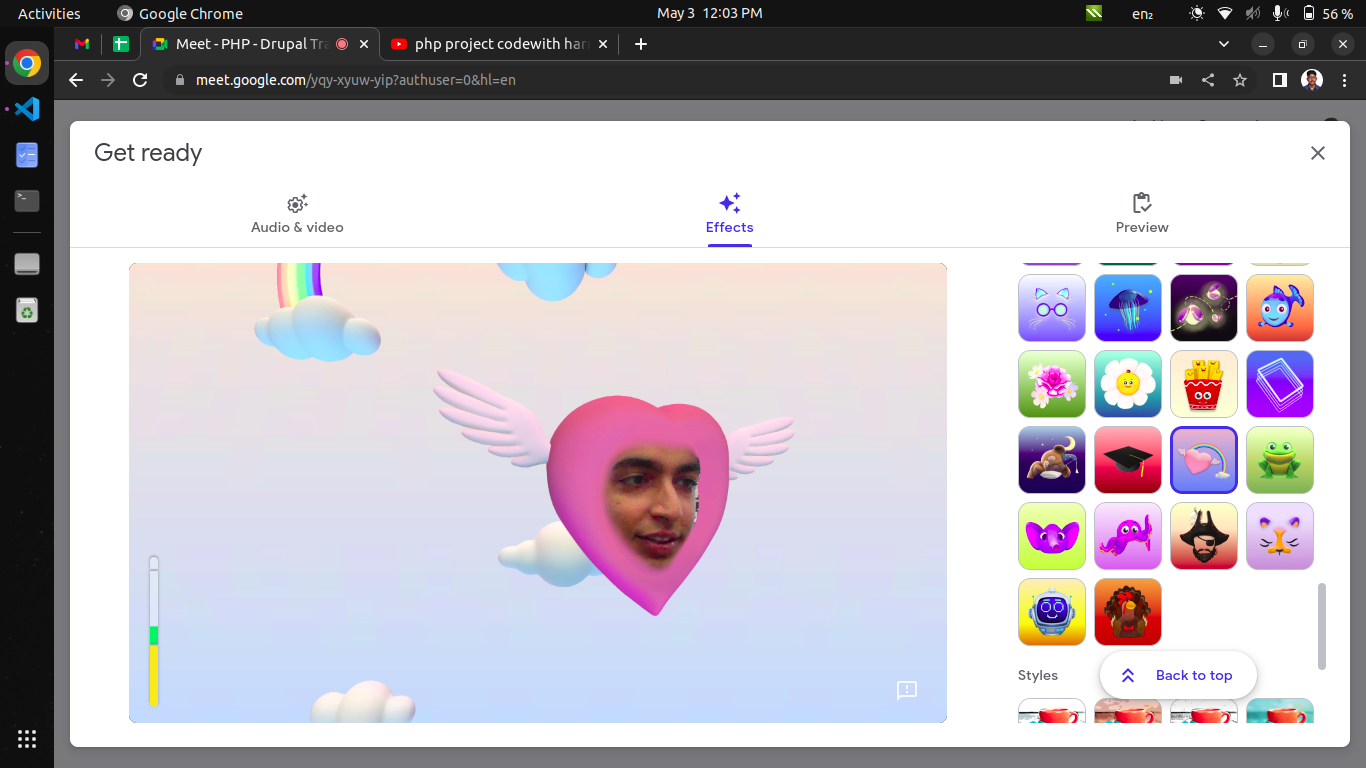 Activities
Google Chrome
May 3 12:03 PM
en₂
56 %
Meet - PHP - Drupal Tra
php project codewith har
meet.google.com/yqy-xyuw-yip?authuser=0&hl=en
Get ready
Audio & video
Effects
Preview
Styles
Back to top